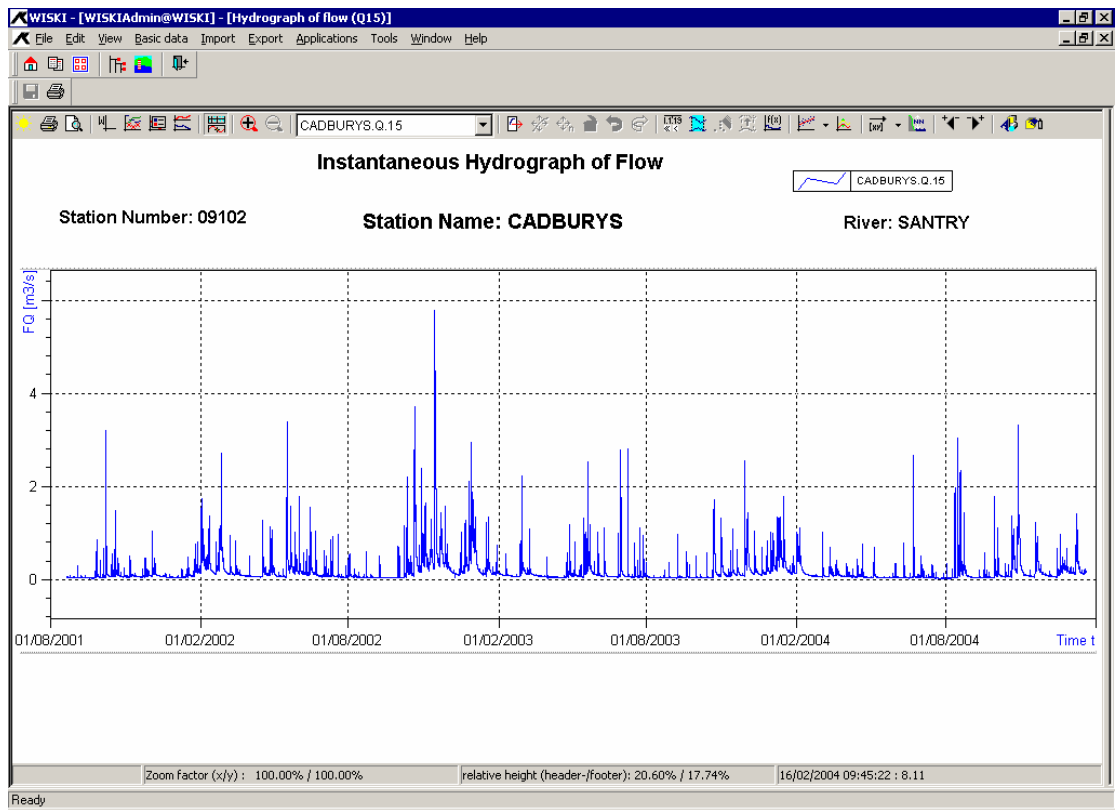 WISKI - [WISKIAdmin@WISKI] - [Hydrograph of flow (Q15)]
File Edit View Basic data Import Export Applications Tools Window Help
CADBURYS.Q.15
Instantaneous Hydrograph of Flow
CADBURYS.Q.15
Station Number: 09102
Station Name: CADBURYS
River: SANTRY
FQ [m3/s]
4
2
0
01/08/2001 01/02/2002 01/08/2002 01/02/2003 01/08/2003 01/02/2004 01/08/2004 Time t
Zoom factor (x/y) : 100.00% / 100.00% relative height (header-/footer): 20.60% / 17.74% 16/02/2004 09:45:22 : 8.11
Ready